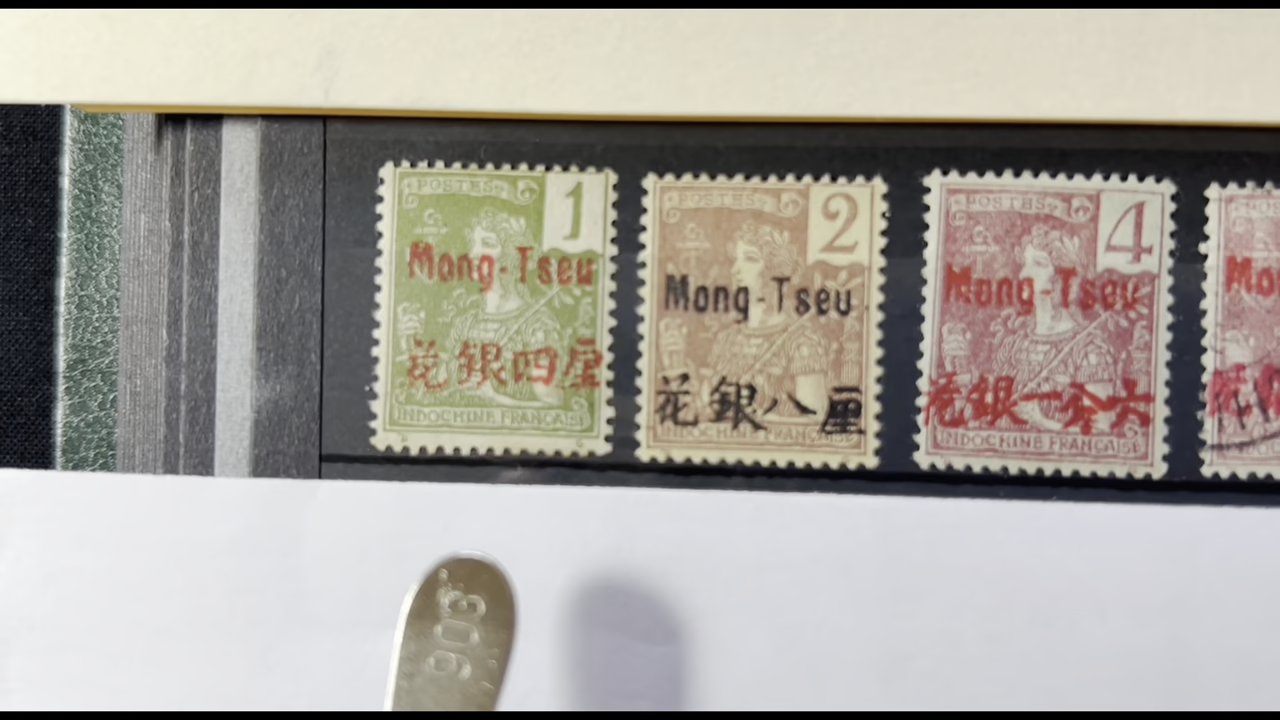 POSTES
1
Mong-Tseu
花銀四厘
INDOCHINE FRANÇAISE
POSTES
2
Mong-Tseu
花銀八厘
INDOCHINE FRANÇAISE
POSTES
4
Mong-Tseu
花銀一分六
INDOCHINE FRANÇAISE
Mo
906